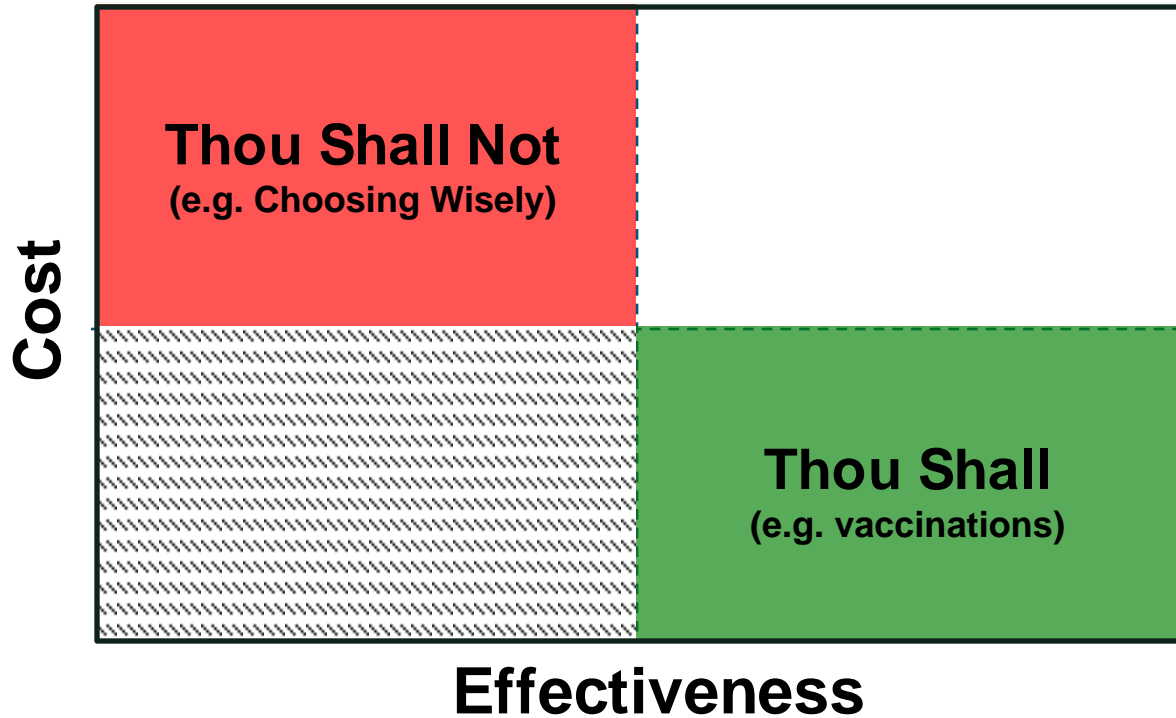 Thou Shall Not
(e.g. Choosing Wisely)
Cost
Thou Shall
(e.g. vaccinations)
Effectiveness